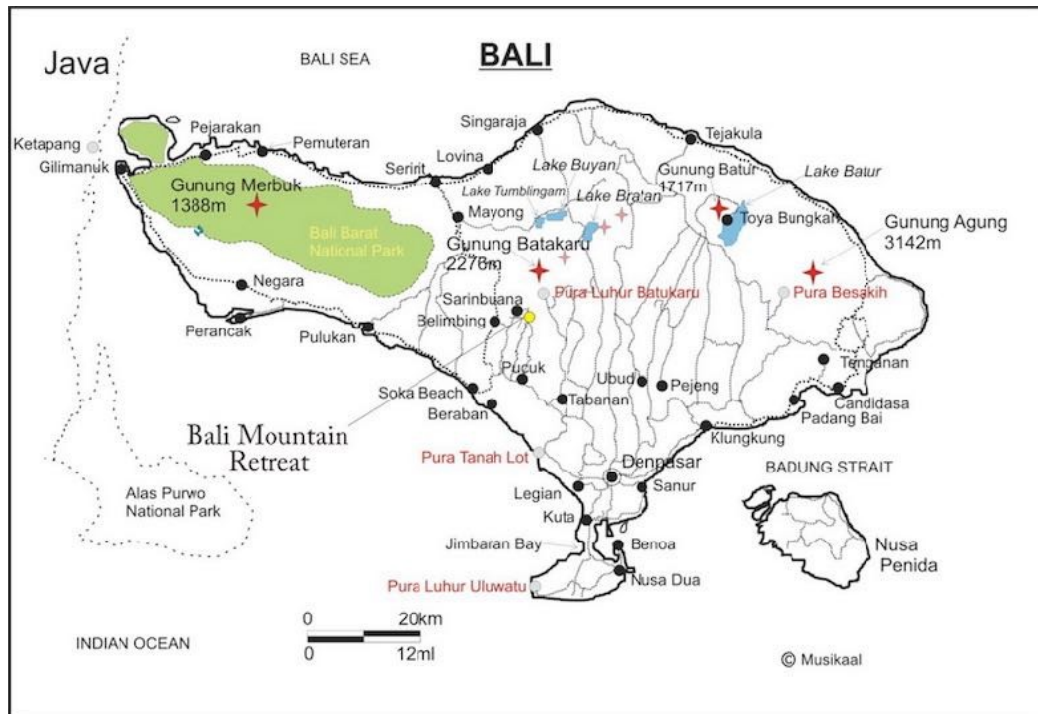 BALI
Java
BALI SEA
Ketapang
Gilimanuk
Pejarakan
Pemuteran
Singaraja
Lovina
Seririt
Tejakula
Lake Buyan
Lake Tumblingam
Lake Bratan
Gunung Batur
1717m
Lake Batur
Toya Bungkah
Gunung Merbuk
1388m
Bali Barat
National Park
Mayong
Gunung Batakaru
2276m
Gunung Agung
3142m
Negara
Sarinbuana
Pura Luhur Batukaru
Pura Besakih
Perancak
Pulukan
Belimbing
Pucuk
Ubud
Pejeng
Tenganan
Soka Beach
Beraban
Tabanan
Candidasa
Padang Bai
Klungkung
Bali Mountain
Retreat
Pura Tanah Lot
Denpasar
BADUNG STRAIT
Alas Purwo
National Park
Legian
Sanur
Kuta
Jimbaran Bay
Benoa
Nusa
Penida
Nusa Dua
Pura Luhur Uluwatu
0 20km
0 12ml
INDIAN OCEAN
© Musikaal